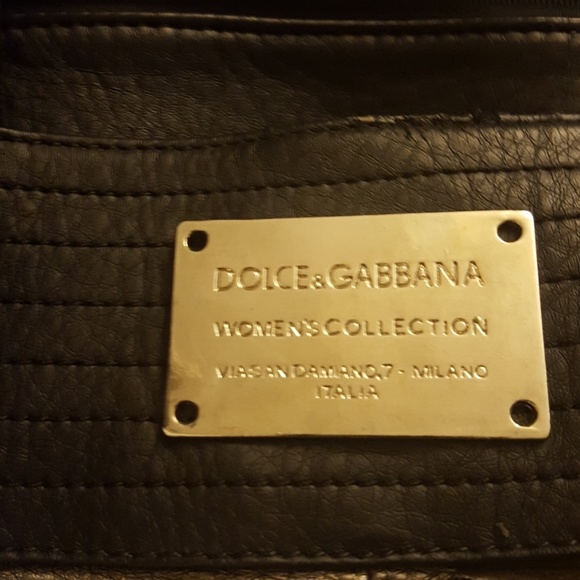 DOLCE&GABBANA
WOMEN'S COLLECTION
VIA SAN DAMIANO,7 - MILANO
ITALIA